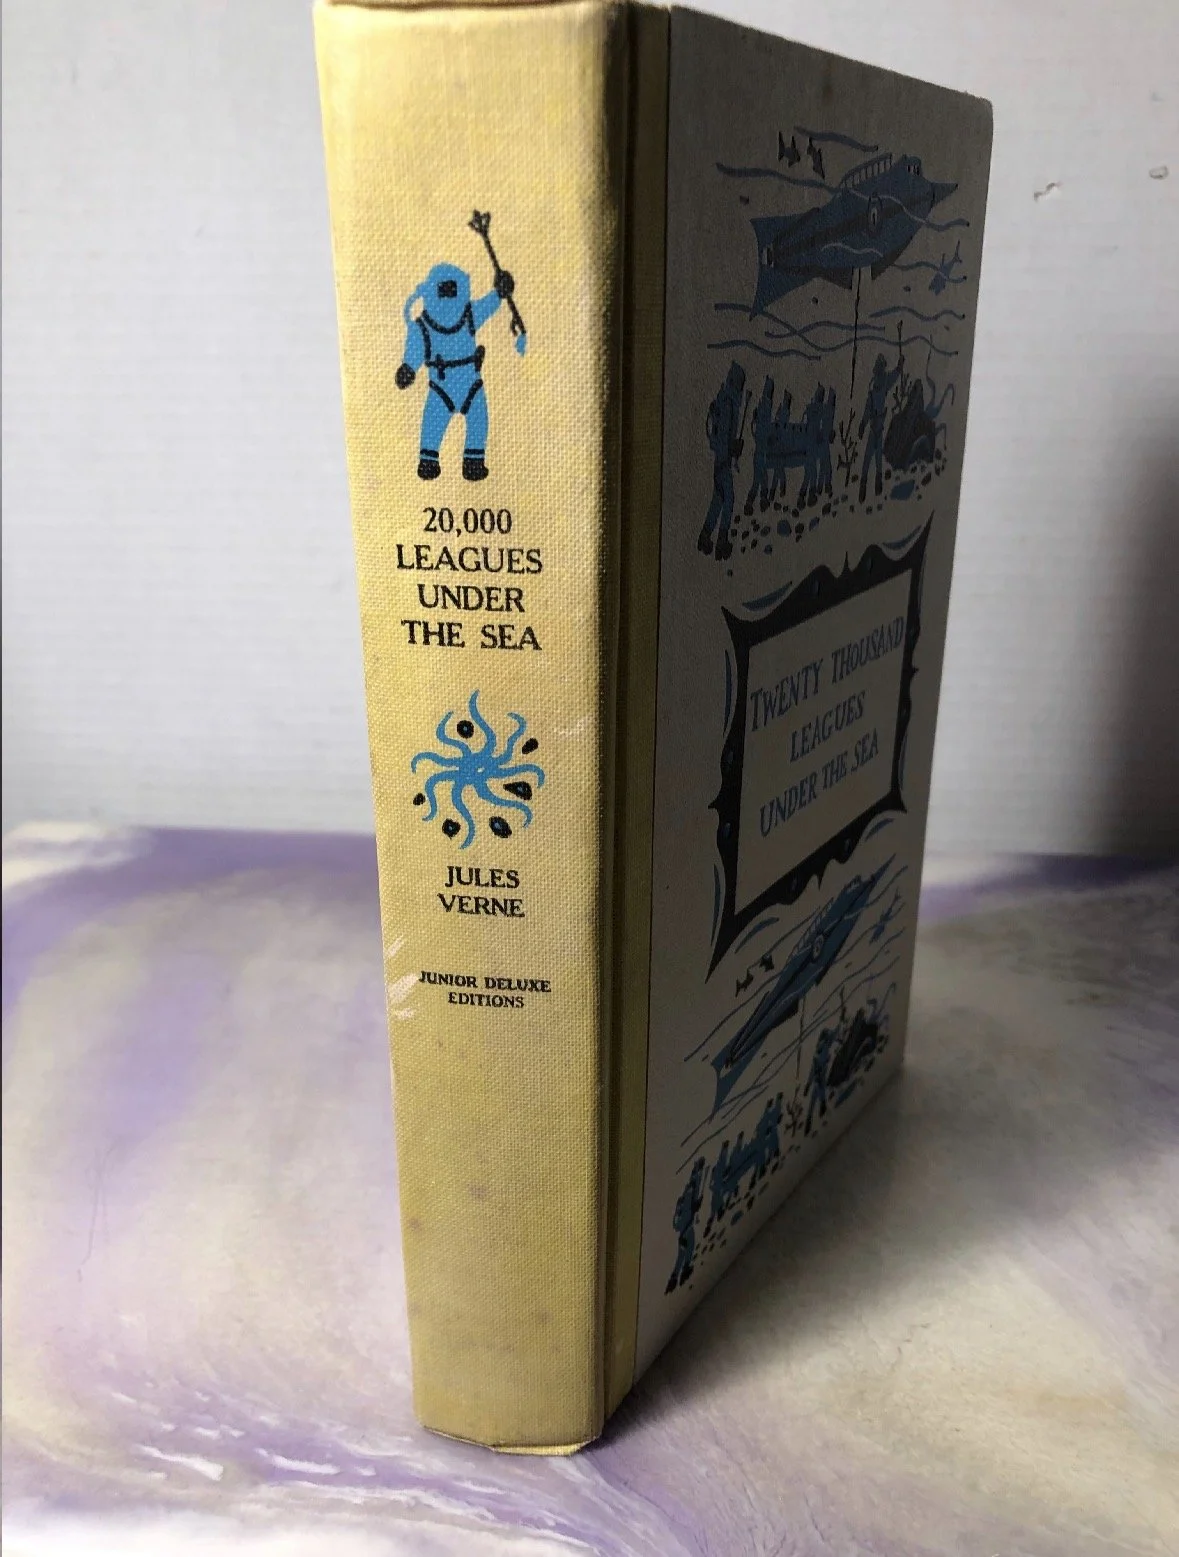 20,000
LEAGUES
UNDER
THE SEA
JULES
VERNE
JUNIOR DELUXE
EDITIONS
TWENTY THOUSAND
LEAGUES
UNDER THE SEA